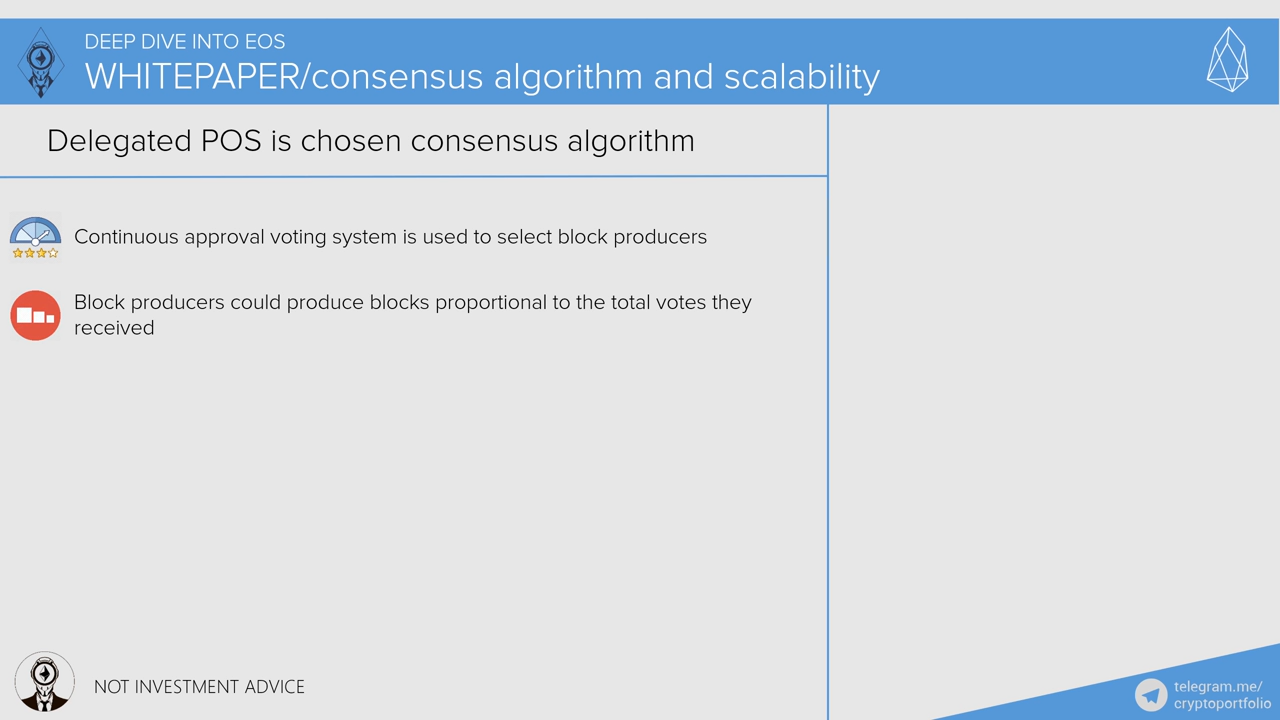 DEEP DIVE INTO EOS
WHITEPAPER/consensus algorithm and scalability
Delegated POS is chosen consensus algorithm
Continuous approval voting system is used to select block producers
Block producers could produce blocks proportional to the total votes they
received
NOT INVESTMENT ADVICE
telegram.me/
cryptoportfolio